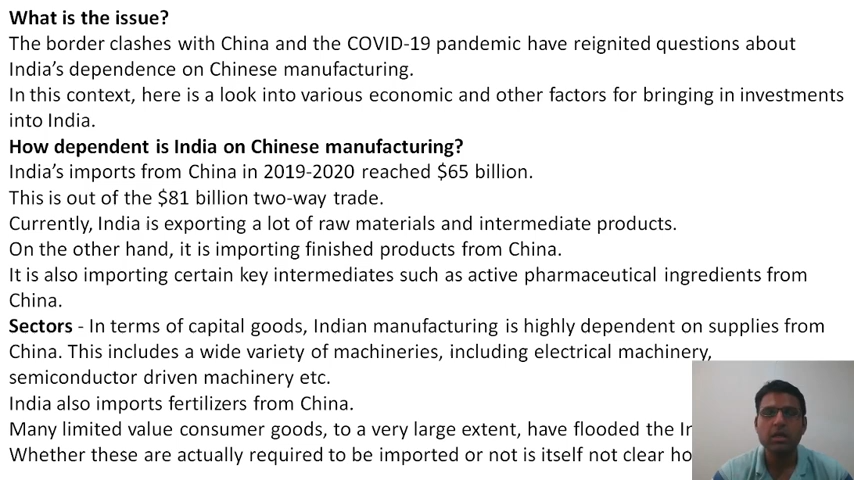 What is the issue?
The border clashes with China and the COVID-19 pandemic have reignited questions about
India’s dependence on Chinese manufacturing.
In this context, here is a look into various economic and other factors for bringing in investments
into India.
How dependent is India on Chinese manufacturing?
India’s imports from China in 2019-2020 reached $65 billion.
This is out of the $81 billion two-way trade.
Currently, India is exporting a lot of raw materials and intermediate products.
On the other hand, it is importing finished products from China.
It is also importing certain key intermediates such as active pharmaceutical ingredients from
China.
Sectors - In terms of capital goods, Indian manufacturing is highly dependent on supplies from
China. This includes a wide variety of machineries, including electrical machinery,
semiconductor driven machinery etc.
India also imports fertilizers from China.
Many limited value consumer goods, to a very large extent, have flooded the
Whether these are actually required to be imported or not is itself not clear